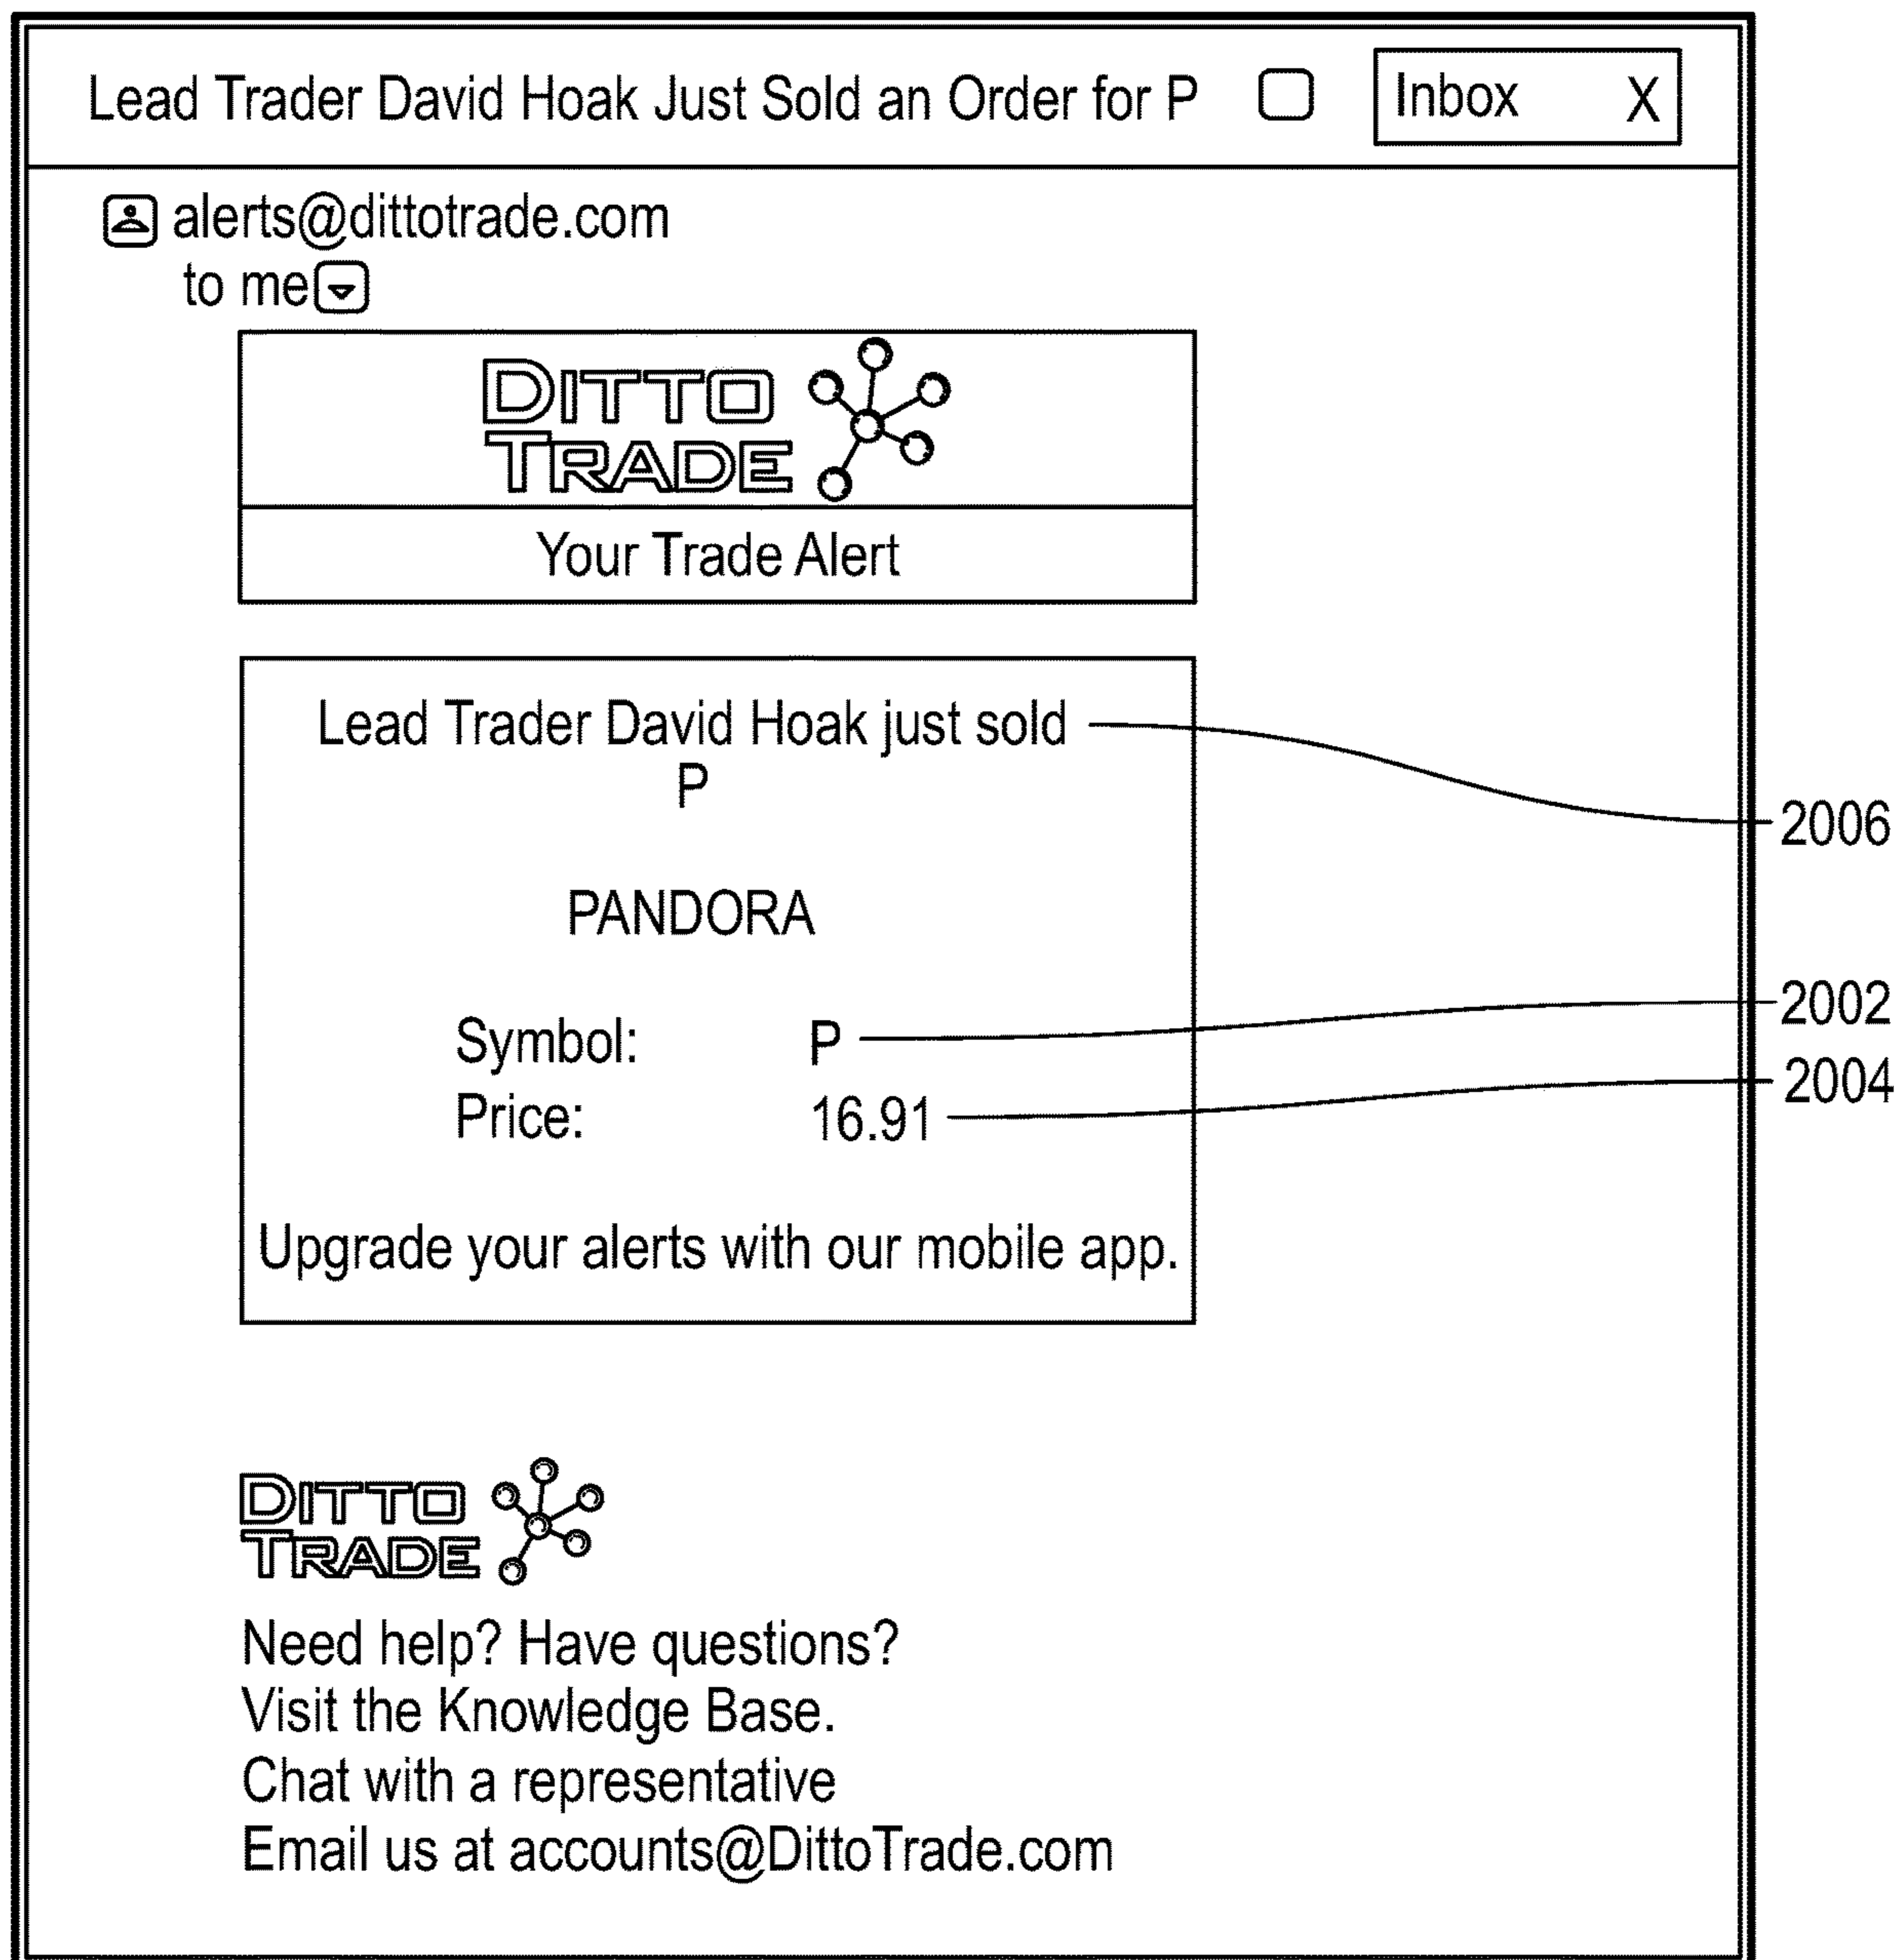 Lead Trader David Hoak Just Sold an Order for P
Inbox X
alerts@dittotrade.com
to me
DITTO
TRADE
Your Trade Alert
Lead Trader David Hoak just sold
P
2006
PANDORA
Symbol: P
2002
Price: 16.91
2004
Upgrade your alerts with our mobile app.
DITTO
TRADE
Need help? Have questions?
Visit the Knowledge Base.
Chat with a representative
Email us at accounts@DittoTrade.com